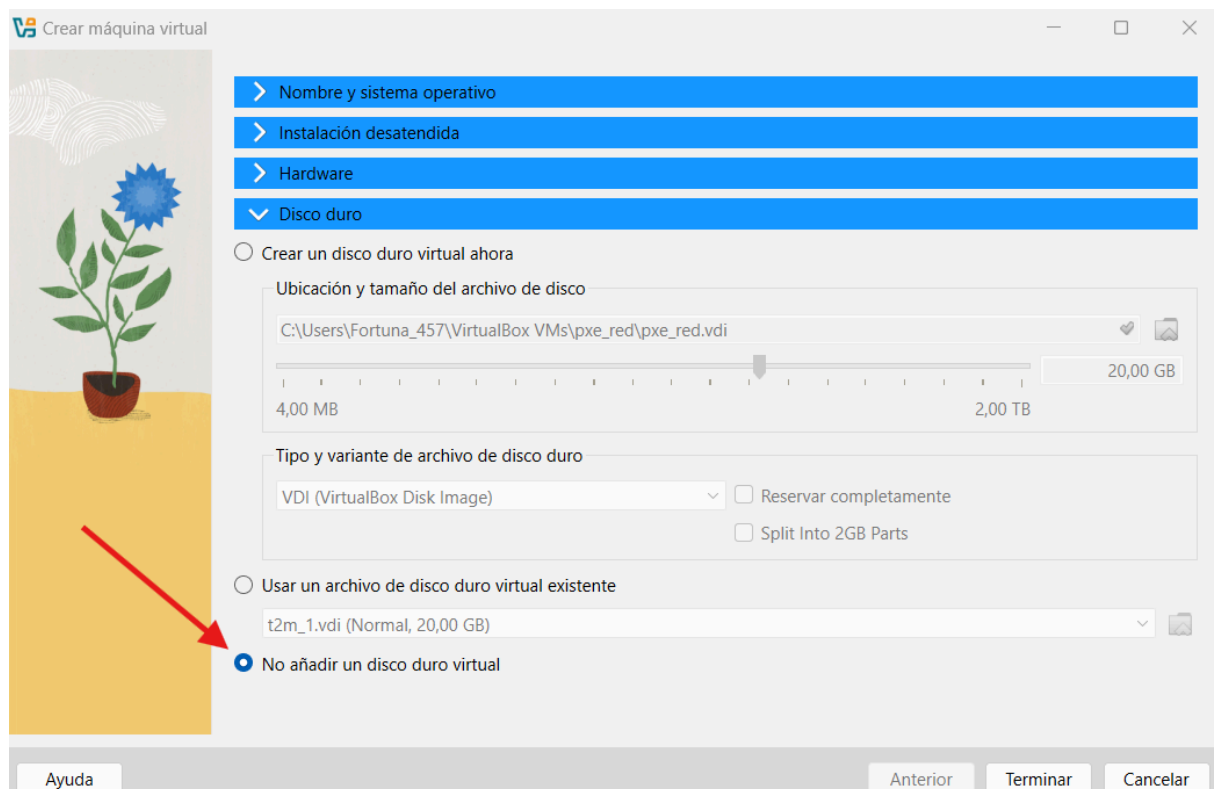 Crear máquina virtual
Nombre y sistema operativo
Instalación desatendida
Hardware
Disco duro
Crear un disco duro virtual ahora
Ubicación y tamaño del archivo de disco
C:\Users\Fortuna_457\VirtualBox VMs\pxe_red\pxe_red.vdi
20,00 GB
4,00 MB 2,00 TB
Tipo y variante de archivo de disco duro
VDI (VirtualBox Disk Image) Reservar completamente
Split Into 2GB Parts
Usar un archivo de disco duro virtual existente
t2m_1.vdi (Normal, 20,00 GB)
No añadir un disco duro virtual
Ayuda Anterior Terminar Cancelar